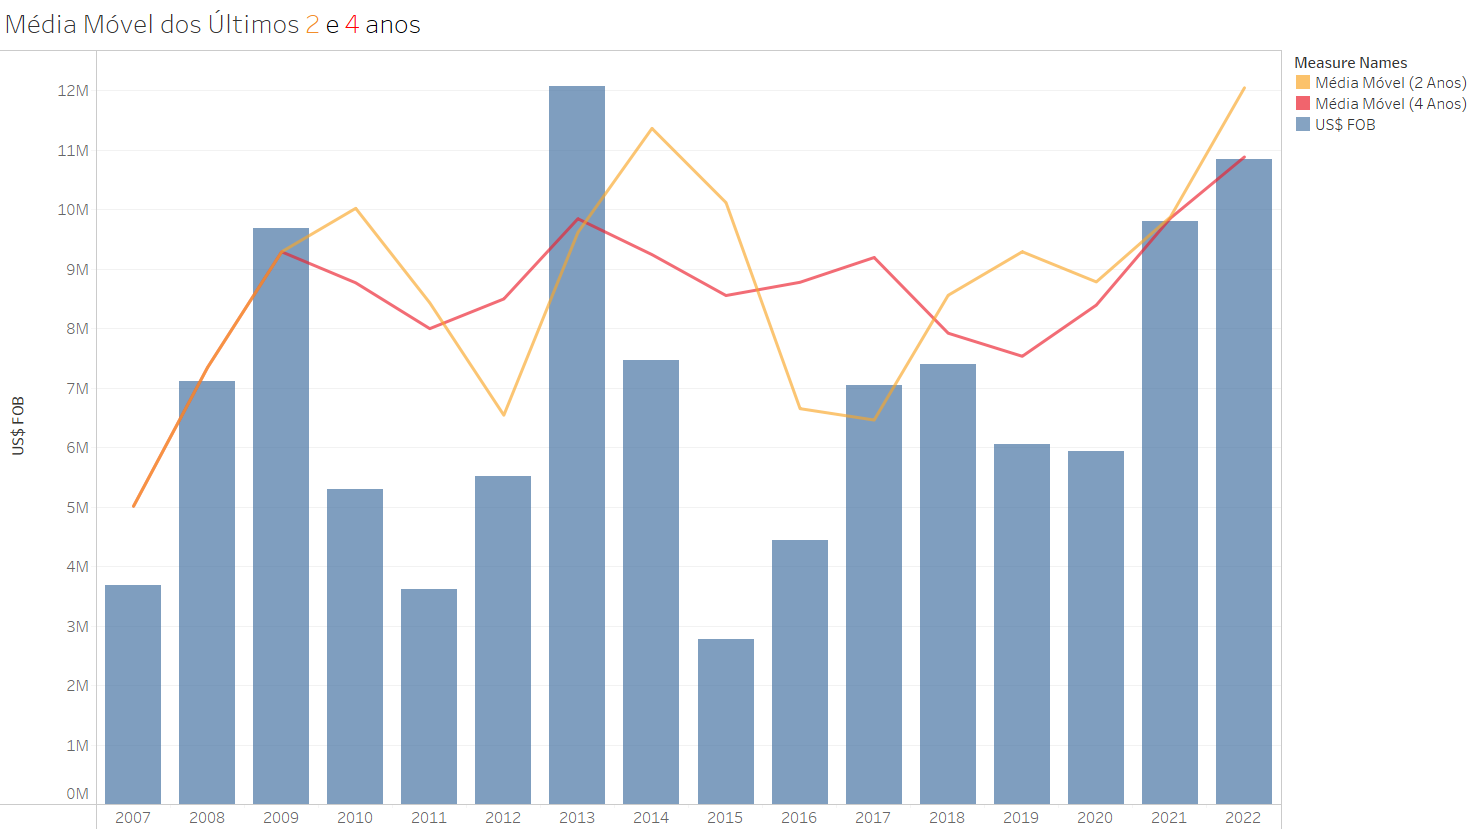 Média Móvel dos Últimos 2 e 4 anos
Measure Names
Média Móvel (2 Anos)
Média Móvel (4 Anos)
US$ FOB
US$ FOB
12M
11M
10M
9M
8M
7M
6M
5M
4M
3M
2M
1M
0M
2007 2008 2009 2010 2011 2012 2013 2014 2015 2016 2017 2018 2019 2020 2021 2022